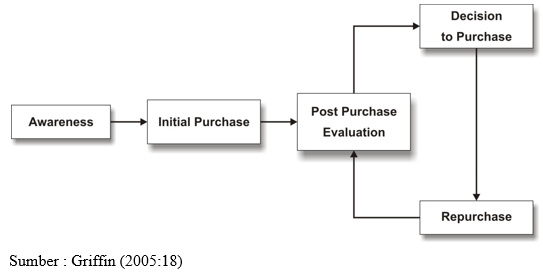 Decision
to Purchase
Awareness
Initial Purchase
Post Purchase
Evaluation
Repurchase
Sumber : Griffin (2005:18)